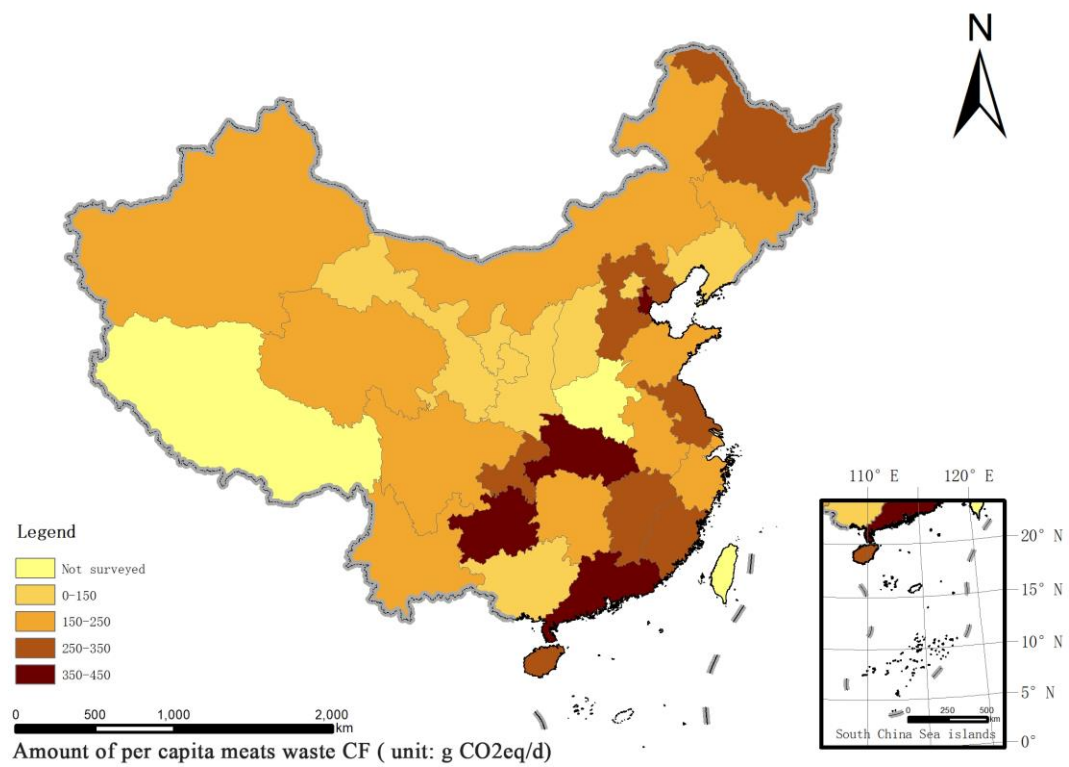 N
Legend
Not surveyed
0-150
150-250
250-350
350-450
0 500 1,000 2,000
km
Amount of per capita meats waste CF ( unit: g CO2eq/d)
110° E 120° E
20° N
15° N
10° N
5° N
0°
0 250 500
km
South China Sea islands